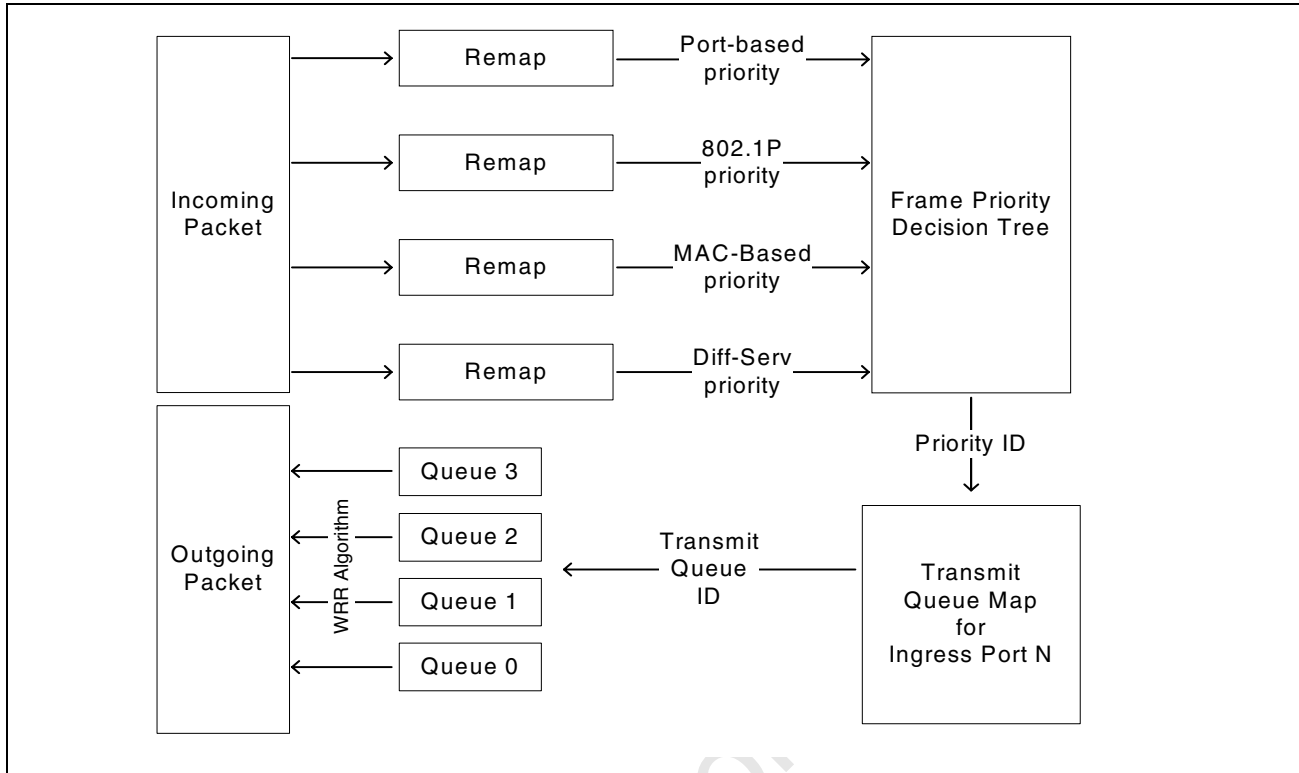 Incoming
Packet
Remap
Port-based
priority
Remap
802.1P
priority
Remap
MAC-Based
priority
Remap
Diff-Serv
priority
Frame Priority
Decision Tree
Priority ID
Transmit
Queue Map
for
Ingress Port N
Transmit
Queue
ID
Queue 3
Queue 2
Queue 1
Queue 0
WRR Algorithm
Outgoing
Packet